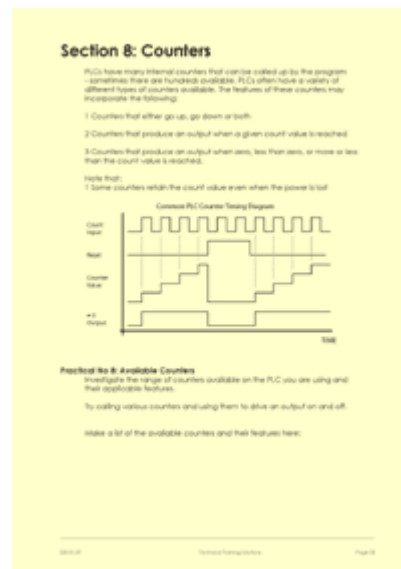 Section 8: Counters
PLCs have many internal counters that can be called up by the program
- sometimes there are hundreds available. PLCs often have a variety of
different types of counters available. The features of these counters may
incorporate the following:
1 Counters that either go up, go down or both
2 Counters that produce an output when a given count value is reached
3 Counters that produce an output when zero, less than zero, or more or less
than the count value is reached.
Note that:
1 Some counters retain the count value even when the power is lost
Common PLC Counter Timing Diagram
Count
Input
Reset
Counter
Value
Output
TIME
Practical No 8: Available Counters
Investigate the range of counters available on the PLC you are using and
their applicable features.
Try calling various counters and using them to drive an output on and off.
Make a list of the available counters and their features here:
Technical Training Solutions
Page